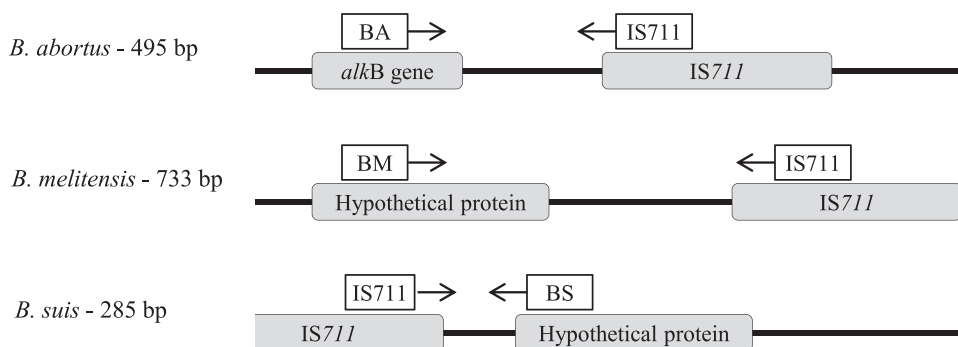 BA IS711
B. abortus - 495 bp
alkB gene IS711
BM IS711
B. melitensis - 733 bp
Hypothetical protein IS711
IS711 BS
B. suis - 285 bp
IS711 Hypothetical protein